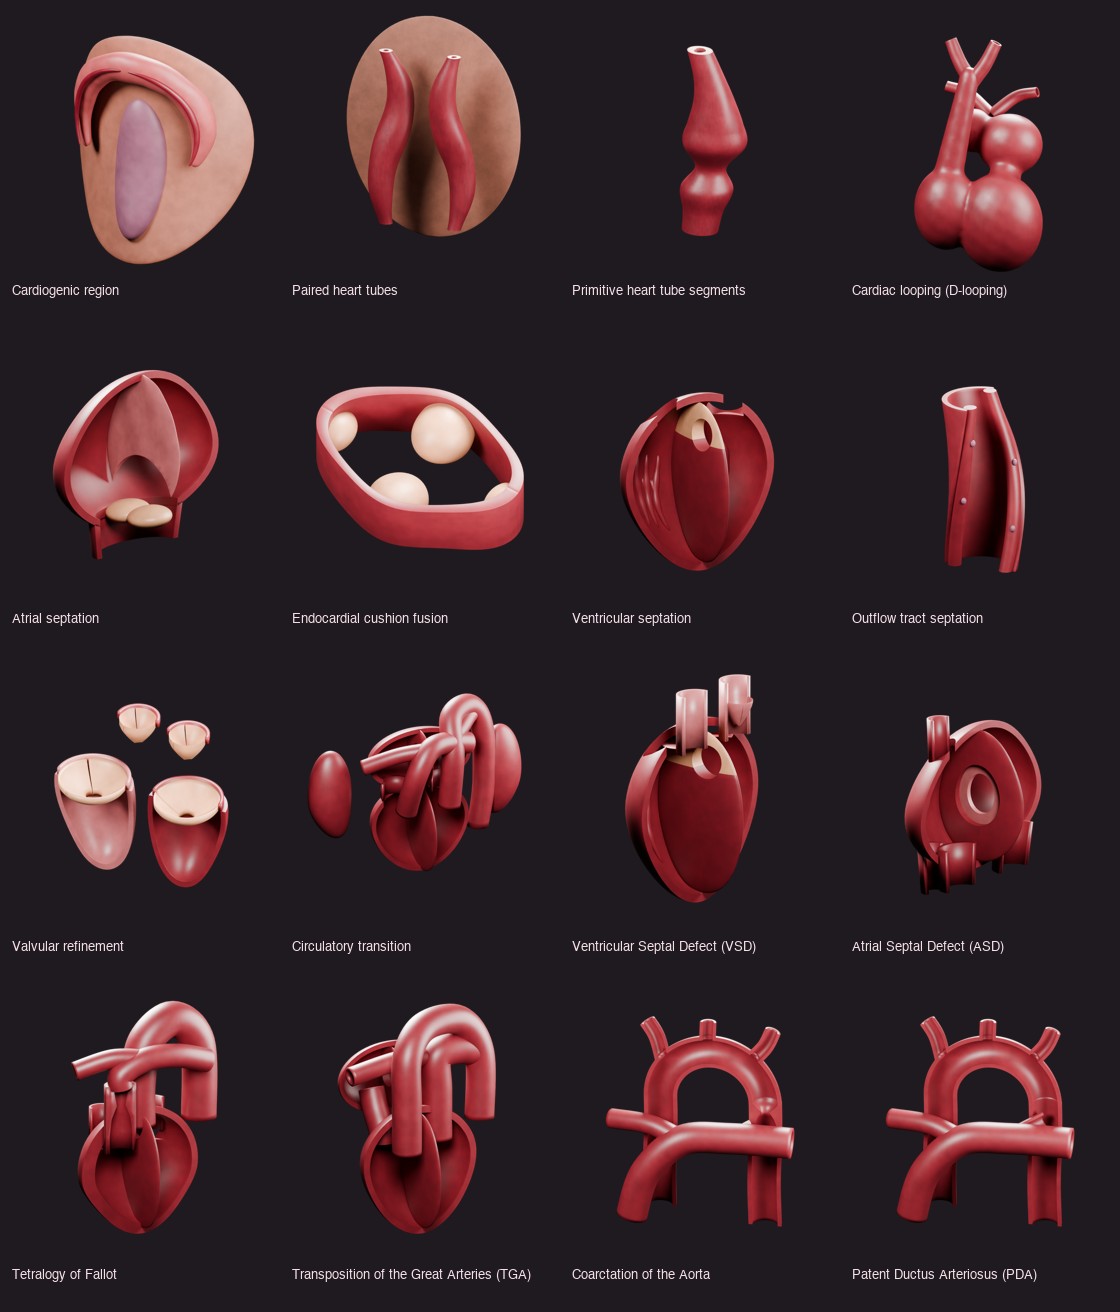 Cardiogenic region
Paired heart tubes
Primitive heart tube segments
Cardiac looping (D-looping)
Atrial septation
Endocardial cushion fusion
Ventricular septation
Outflow tract septation
Valvular refinement
Circulatory transition
Ventricular Septal Defect (VSD)
Atrial Septal Defect (ASD)
Tetralogy of Fallot
Transposition of the Great Arteries (TGA)
Coarctation of the Aorta
Patent Ductus Arteriosus (PDA)